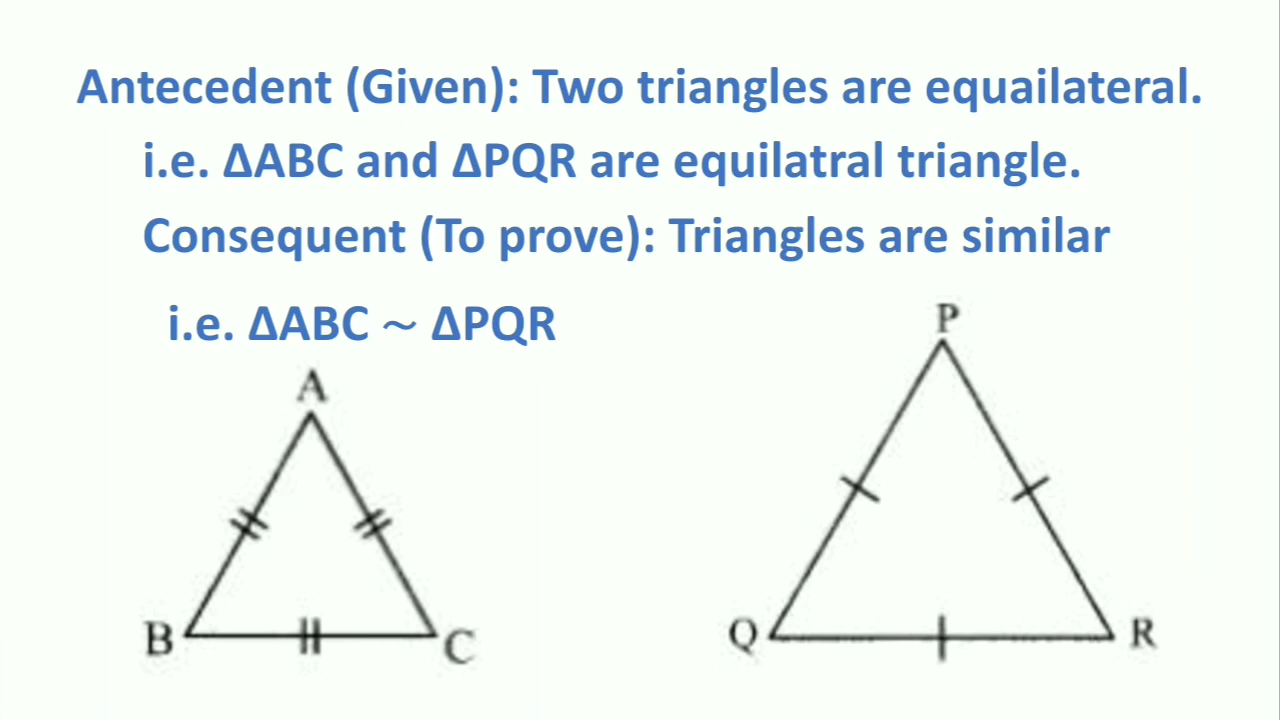 Antecedent (Given): Two triangles are equailateral.
i.e. ΔABC and ΔPQR are equilatral triangle.
Consequent (To prove): Triangles are similar
i.e. ΔABC ~ ΔPQR
P
A
B
C
Q
R